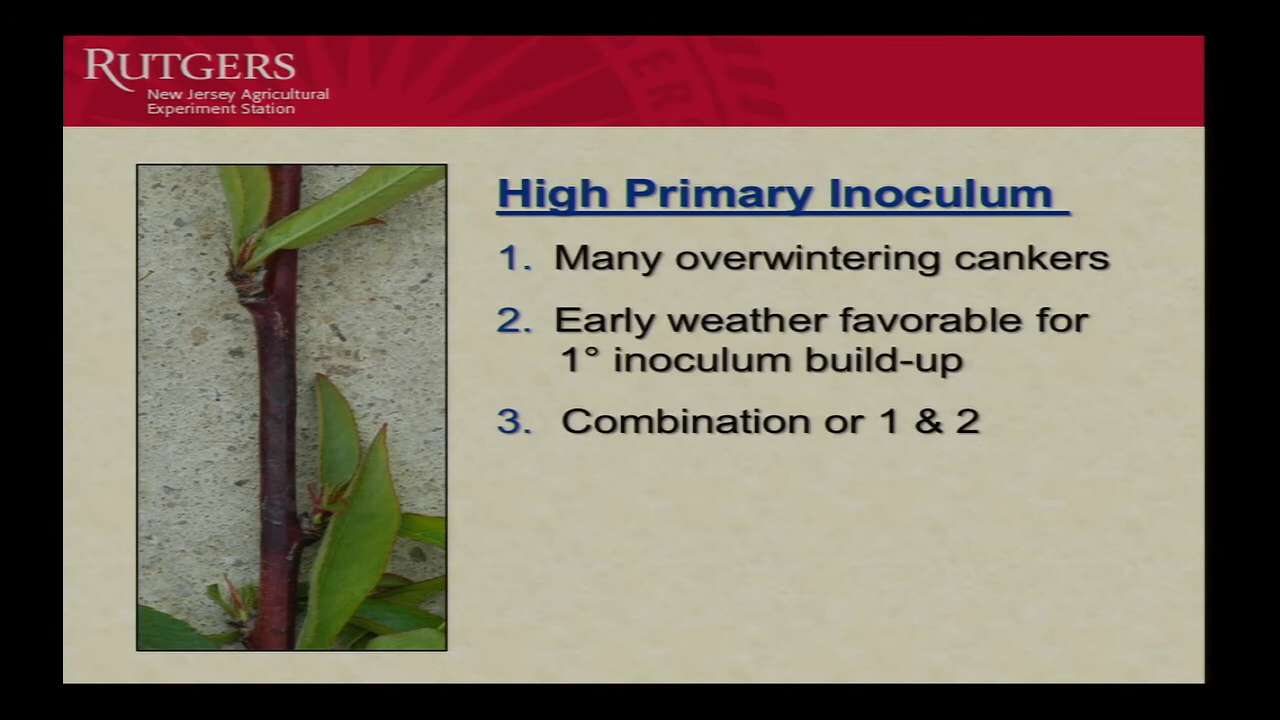 RUTGERS
New Jersey Agricultural
Experiment Station
High Primary Inoculum
1. Many overwintering cankers
2. Early weather favorable for
1° inoculum build-up
3. Combination or 1 & 2